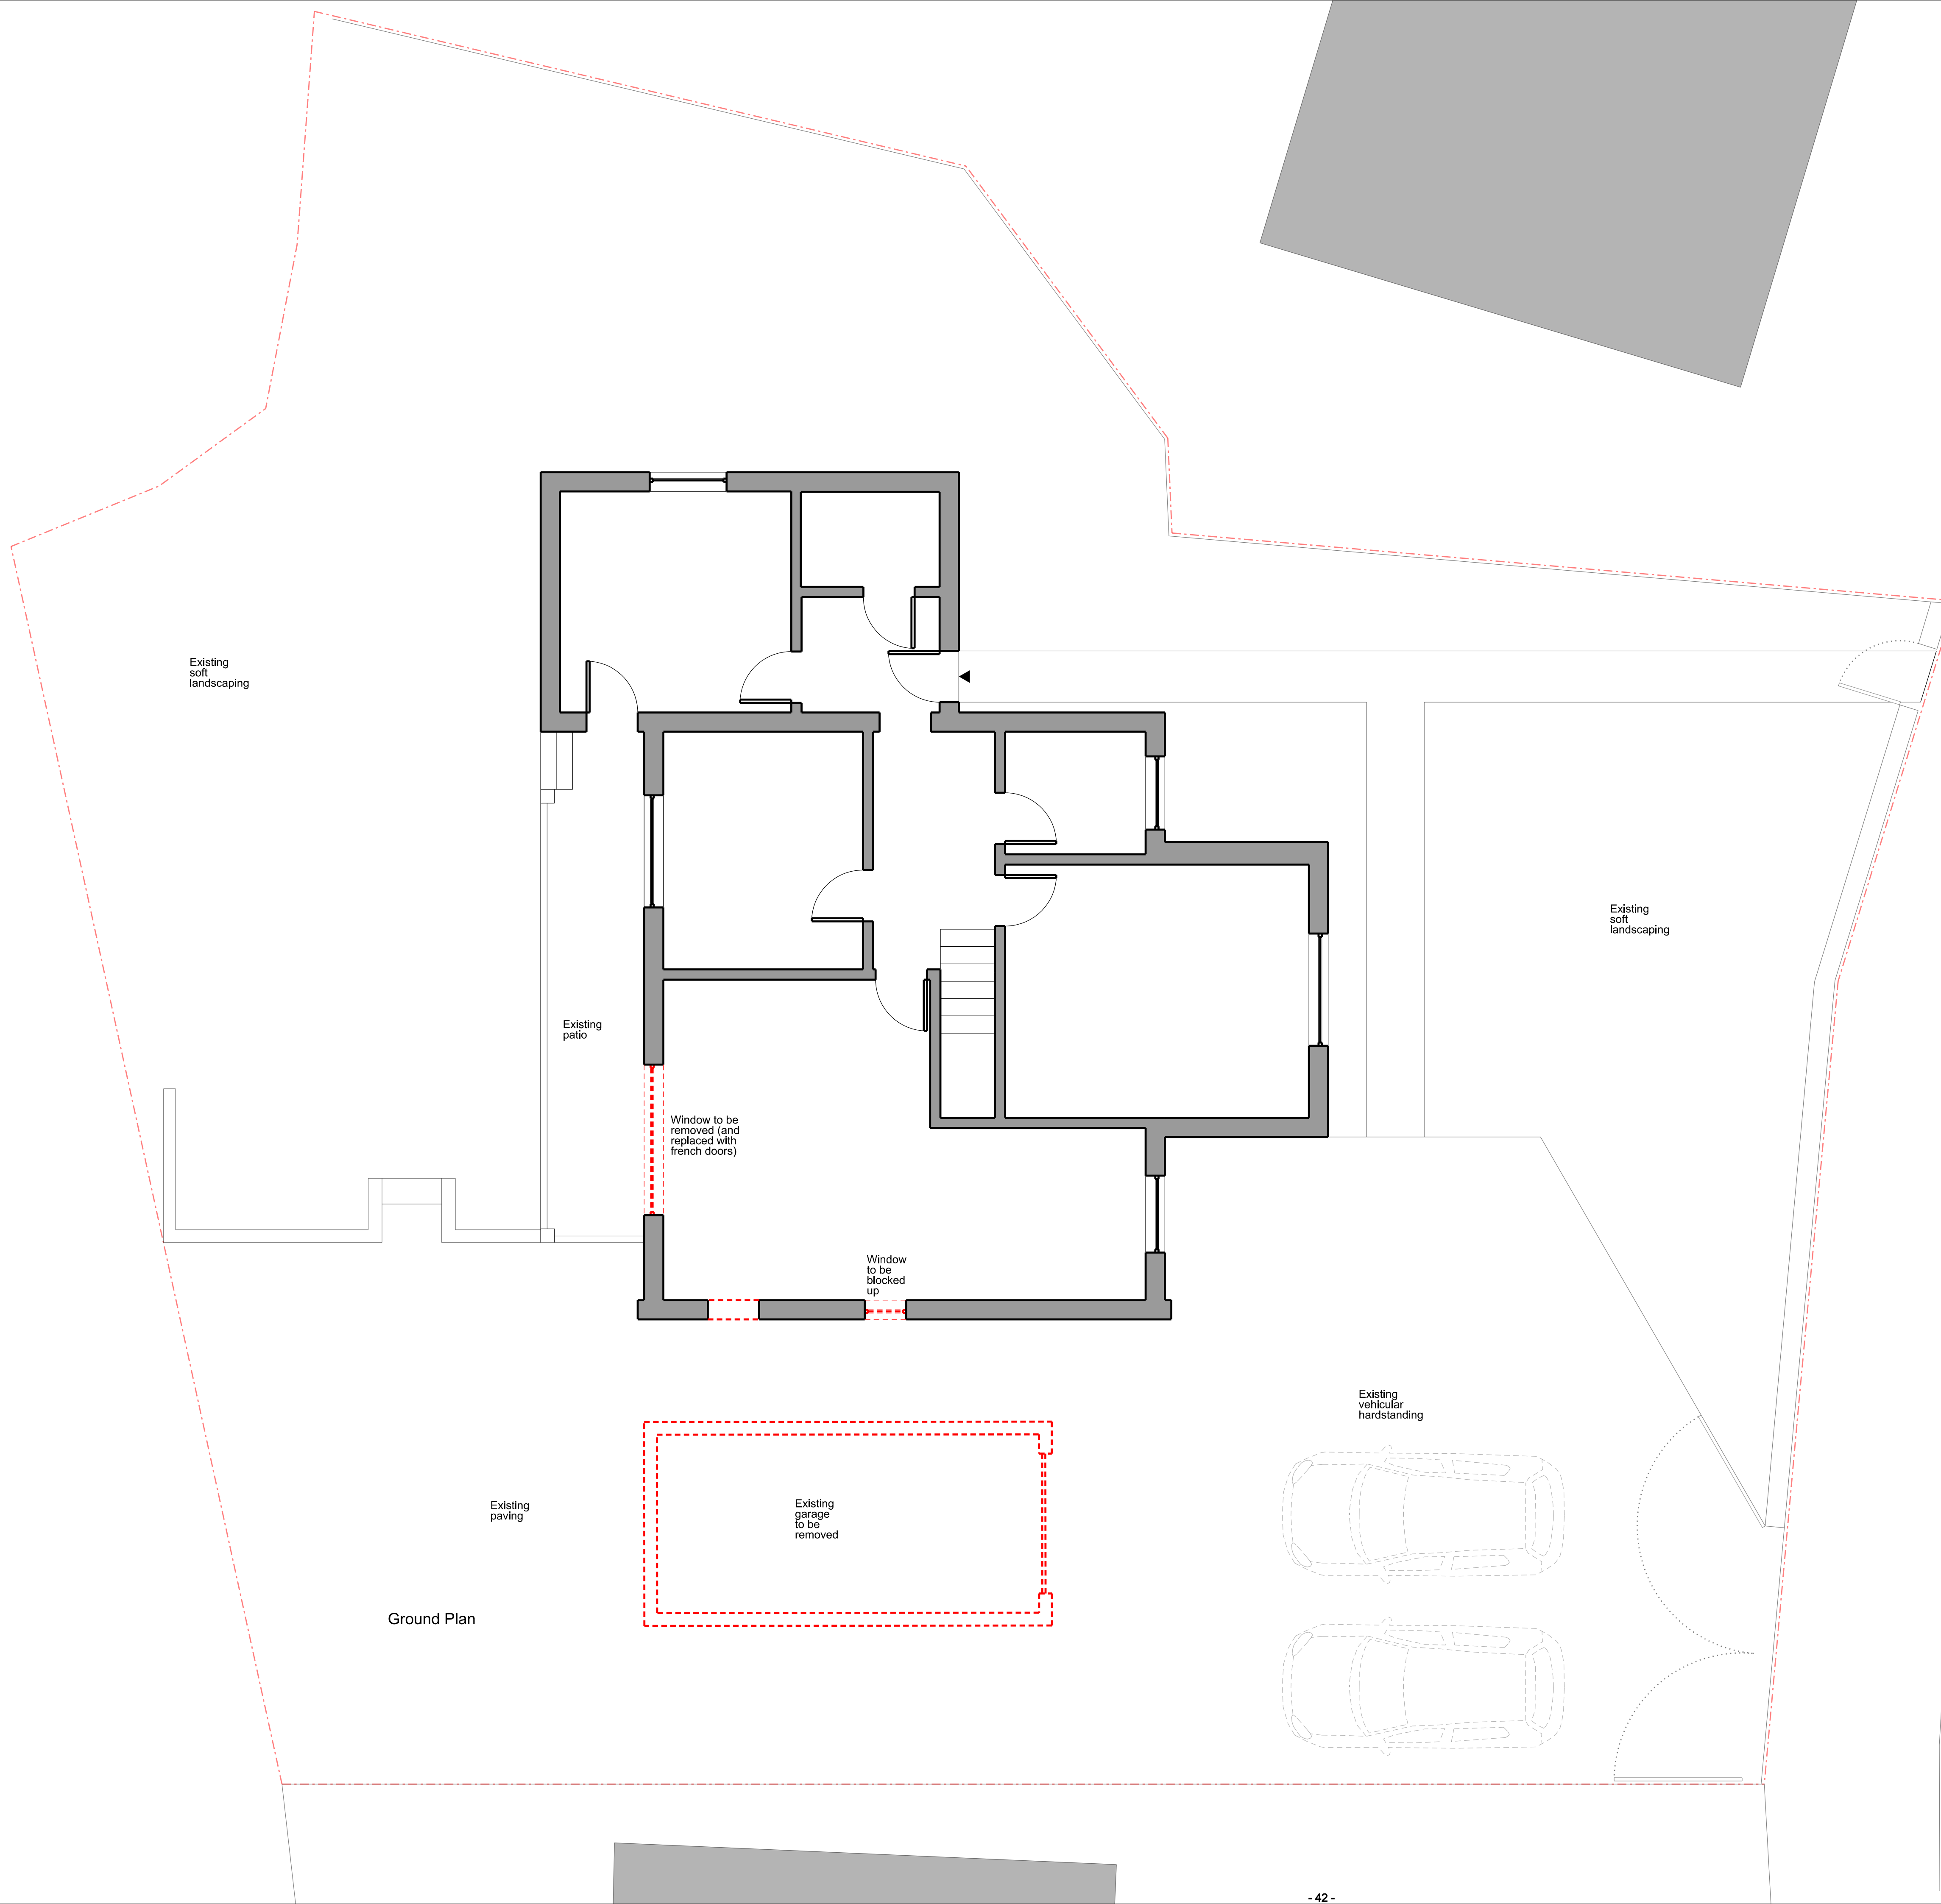 Existing
soft
landscaping
Existing
soft
landscaping
Existing
patio
Window to be
removed (and
replaced with
french doors)
Window
to be
blocked
up
Existing
vehicular
hardstanding
Existing
paving
Existing
garage
to be
removed
Ground Plan
- 42 -